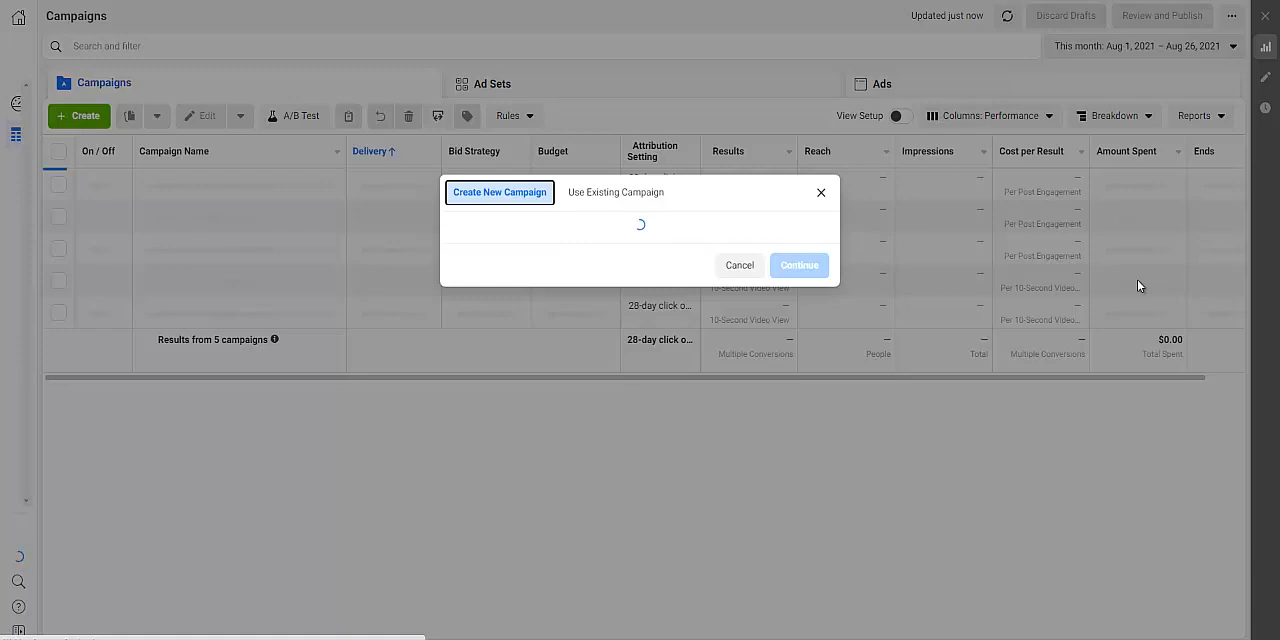 Campaigns
Updated just now
Discard Drafts
Review and Publish
Search and filter
This month: Aug 1, 2021 – Aug 26, 2021
Campaigns
Ad Sets
Ads
+ Create
Edit
A/B Test
Rules
View Setup
Columns: Performance
Breakdown
Reports
On / Off
Campaign Name
Delivery ↑
Bid Strategy
Budget
Attribution
Setting
Results
Reach
Impressions
Cost per Result
Amount Spent
Ends
Create New Campaign
Use Existing Campaign
Cancel
Continue
— — — —
Per Post Engagement
— — —
Per Post Engagement
— — —
Per Post Engagement
— — —
10-Second Video View
Per 10-Second Video…
28-day click o… — — — —
10-Second Video View
Per 10-Second Video…
Results from 5 campaigns
28-day click o… — — — — $0.00
Multiple Conversions
People
Total
Multiple Conversions
Total Spent